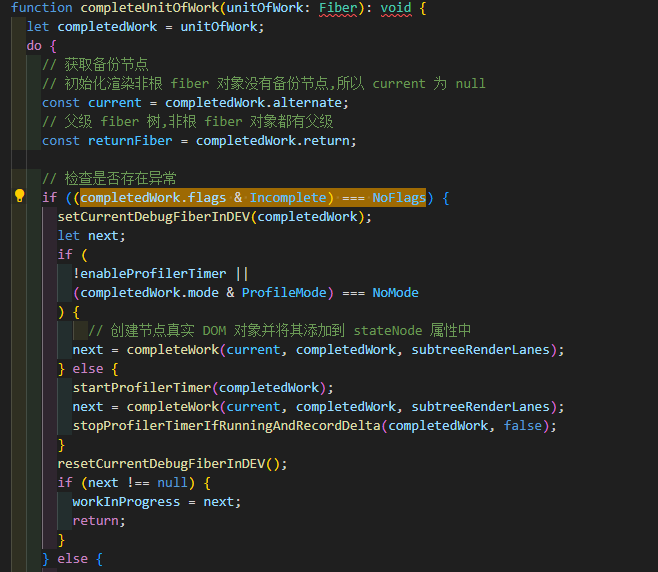 function completeUnitOfWork(unitOfWork: Fiber): void {
let completedWork = unitOfWork;
do {
// 获取备份节点
// 初始化渲染非根 fiber 对象没有备份节点,所以 current 为 null
const current = completedWork.alternate;
// 父级 fiber 树,非根 fiber 对象都有父级
const returnFiber = completedWork.return;
// 检查是否存在异常
if ((completedWork.flags & Incomplete) === NoFlags) {
setCurrentDebugFiberInDEV(completedWork);
let next;
if (
!enableProfilerTimer ||
(completedWork.mode & ProfileMode) === NoMode
) {
// 创建节点真实 DOM 对象并将其添加到 stateNode 属性中
next = completeWork(current, completedWork, subtreeRenderLanes);
} else {
startProfilerTimer(completedWork);
next = completeWork(current, completedWork, subtreeRenderLanes);
stopProfilerTimerIfRunningAndRecordDelta(completedWork, false);
}
resetCurrentDebugFiberInDEV();
if (next !== null) {
workInProgress = next;
return;
}
} else {